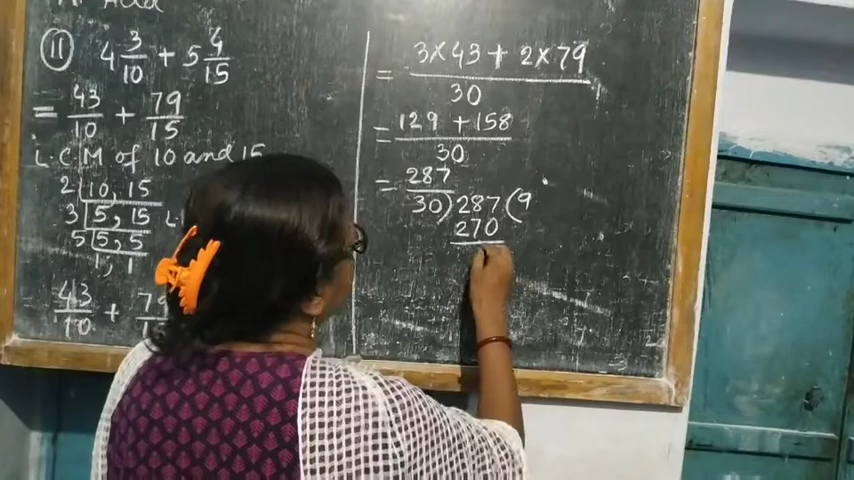 Add
(11) 4 3/10 + 5 4/15
= 43/10 + 79/15
L.C.M of 10 and 15
2 | 10, 15
3 | 5, 15
5 | 5, 5
1, 1
43/10 + 79/15
= 3×43 + 2×79 / 30
= 129 + 158 / 30
= 287/30
30) 287 (9
270